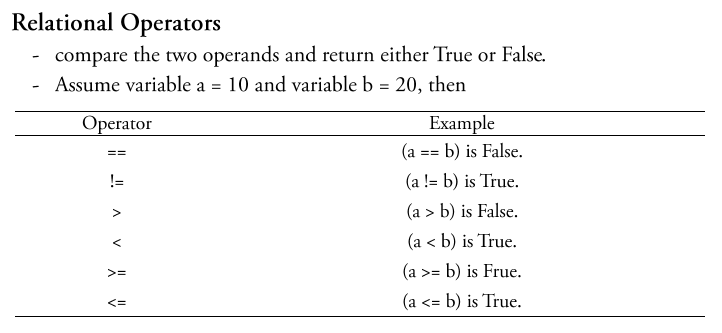 Relational Operators
- compare the two operands and return either True or False.
- Assume variable a = 10 and variable b = 20, then
Operator Example
== (a == b) is False.
!= (a != b) is True.
> (a > b) is False.
< (a < b) is True.
>= (a >= b) is Frue.
<= (a <= b) is True.